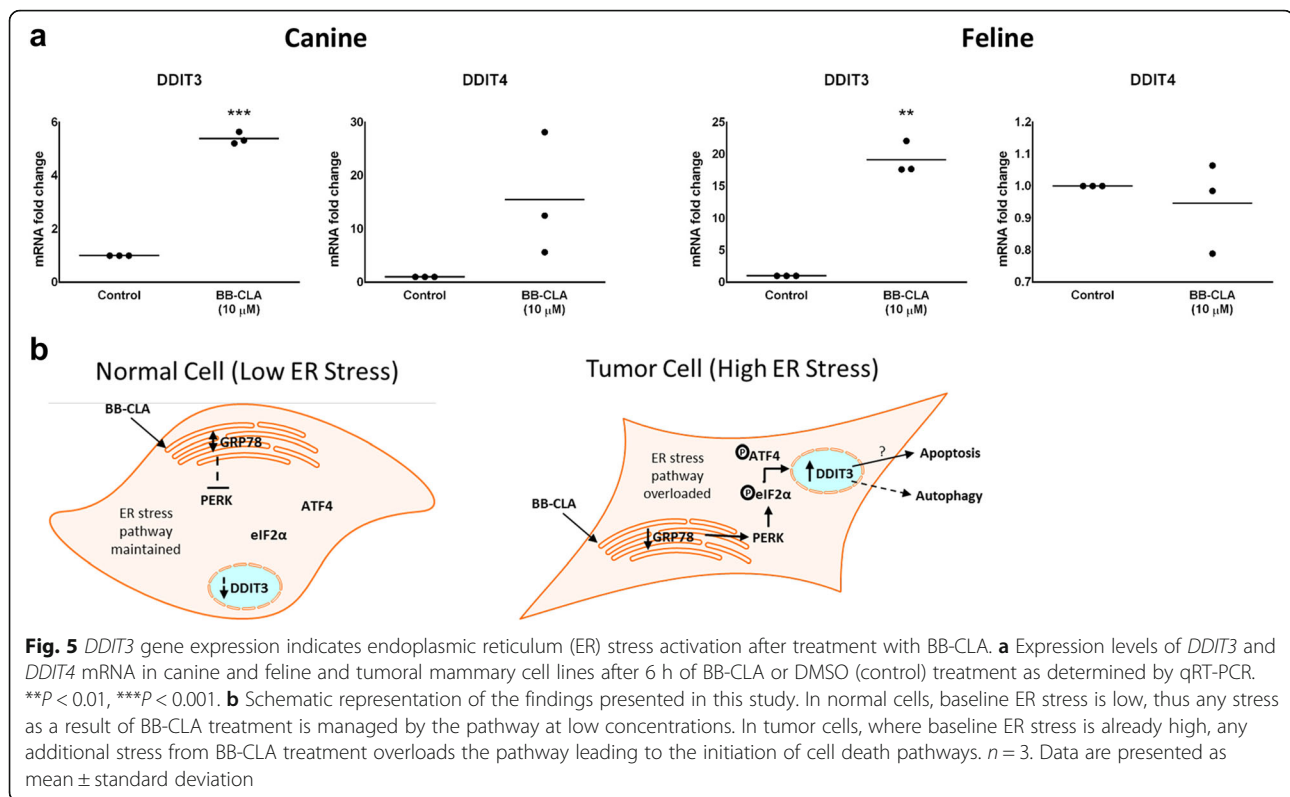 a
Canine
Feline
DDIT3
DDIT4
DDIT3
DDIT4
mRNA fold change
6
4
2
0
***
Control
BB-CLA
(10 µM)
mRNA fold change
30
20
10
0
Control
BB-CLA
(10 µM)
mRNA fold change
25
20
15
10
5
0
**
Control
BB-CLA
(10 µM)
mRNA fold change
1.2
1.1
1.0
0.9
0.8
0.7
Control
BB-CLA
(10 µM)
b
Normal Cell (Low ER Stress)
BB-CLA
GRP78
PERK
ATF4
ER stress
pathway
maintained
eIF2α
DDIT3
Tumor Cell (High ER Stress)
ER stress
pathway
overloaded
P ATF4
P eIF2α
DDIT3
?
Apoptosis
Autophagy
BB-CLA
GRP78
PERK
Fig. 5 DDIT3 gene expression indicates endoplasmic reticulum (ER) stress activation after treatment with BB-CLA. a Expression levels of DDIT3 and
DDIT4 mRNA in canine and feline and tumoral mammary cell lines after 6 h of BB-CLA or DMSO (control) treatment as determined by qRT-PCR.
**P < 0.01, ***P < 0.001. b Schematic representation of the findings presented in this study. In normal cells, baseline ER stress is low, thus any stress
as a result of BB-CLA treatment is managed by the pathway at low concentrations. In tumor cells, where baseline ER stress is already high, any
additional stress from BB-CLA treatment overloads the pathway leading to the initiation of cell death pathways. n = 3. Data are presented as
mean ± standard deviation